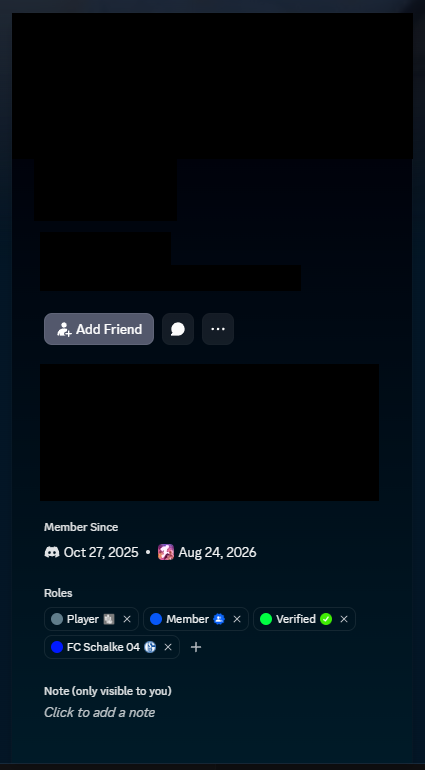 Add Friend
Member Since
Oct 27, 2025 • Aug 24, 2026
Roles
Player × Member × Verified ×
FC Schalke 04 × +
Note (only visible to you)
Click to add a note